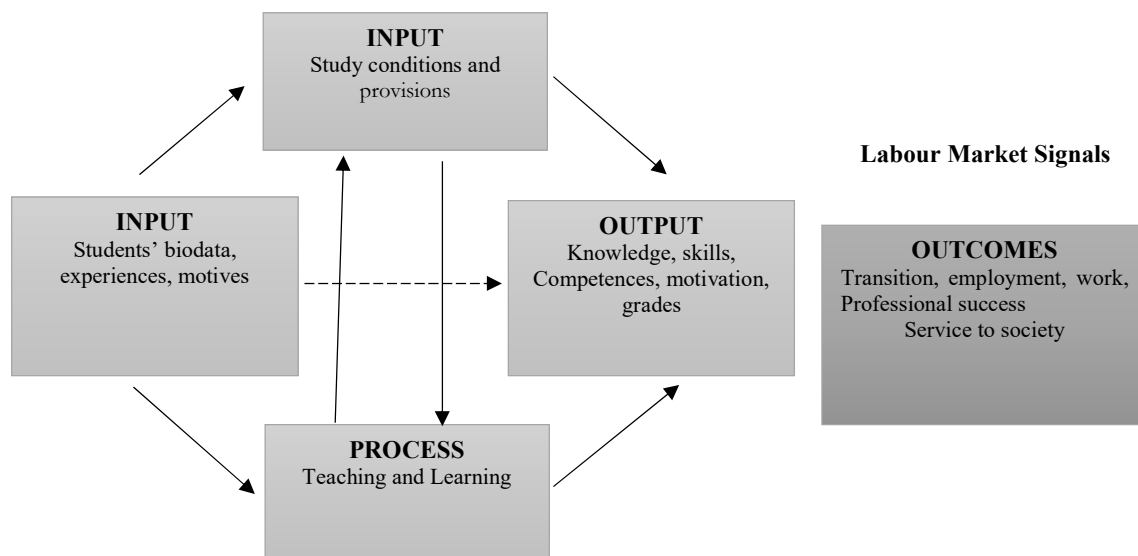 INPUT
Study conditions and
provisions
Labour Market Signals
INPUT
Students’ biodata,
experiences, motives
OUTPUT
Knowledge, skills,
Competences, motivation,
grades
OUTCOMES
Transition, employment, work,
Professional success
Service to society
PROCESS
Teaching and Learning